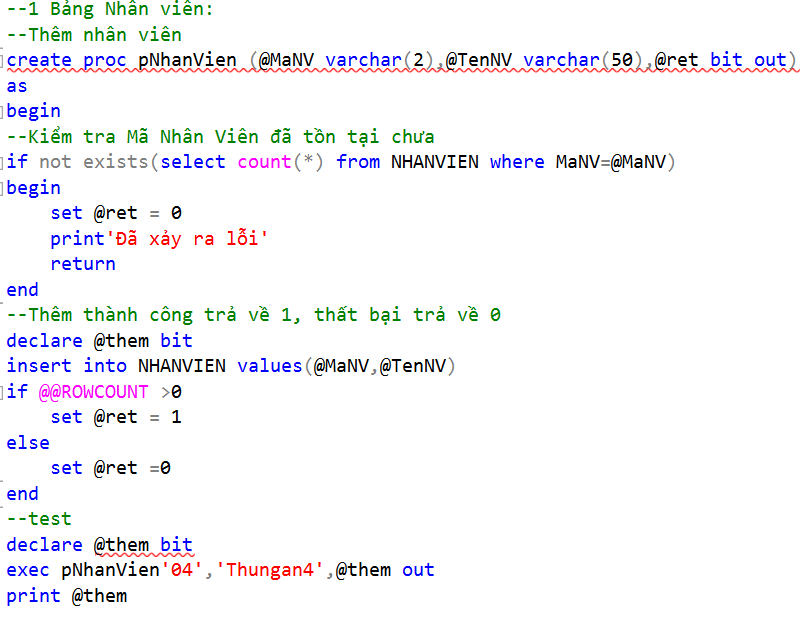 --1 Bảng Nhân viên:
--Thêm nhân viên
create proc pNhanVien (@MaNV varchar(2),@TenNV varchar(50),@ret bit out)
as
begin
--Kiểm tra Mã Nhân Viên đã tồn tại chưa
if not exists(select count(*) from NHANVIEN where MaNV=@MaNV)
begin
    set @ret = 0
    print'Đã xảy ra lỗi'
    return
end
--Thêm thành công trả về 1, thất bại trả về 0
declare @them bit
insert into NHANVIEN values(@MaNV,@TenNV)
if @@ROWCOUNT >0
    set @ret = 1
else
    set @ret =0
end
--test
declare @them bit
exec pNhanVien'04','Thungan4',@them out
print @them